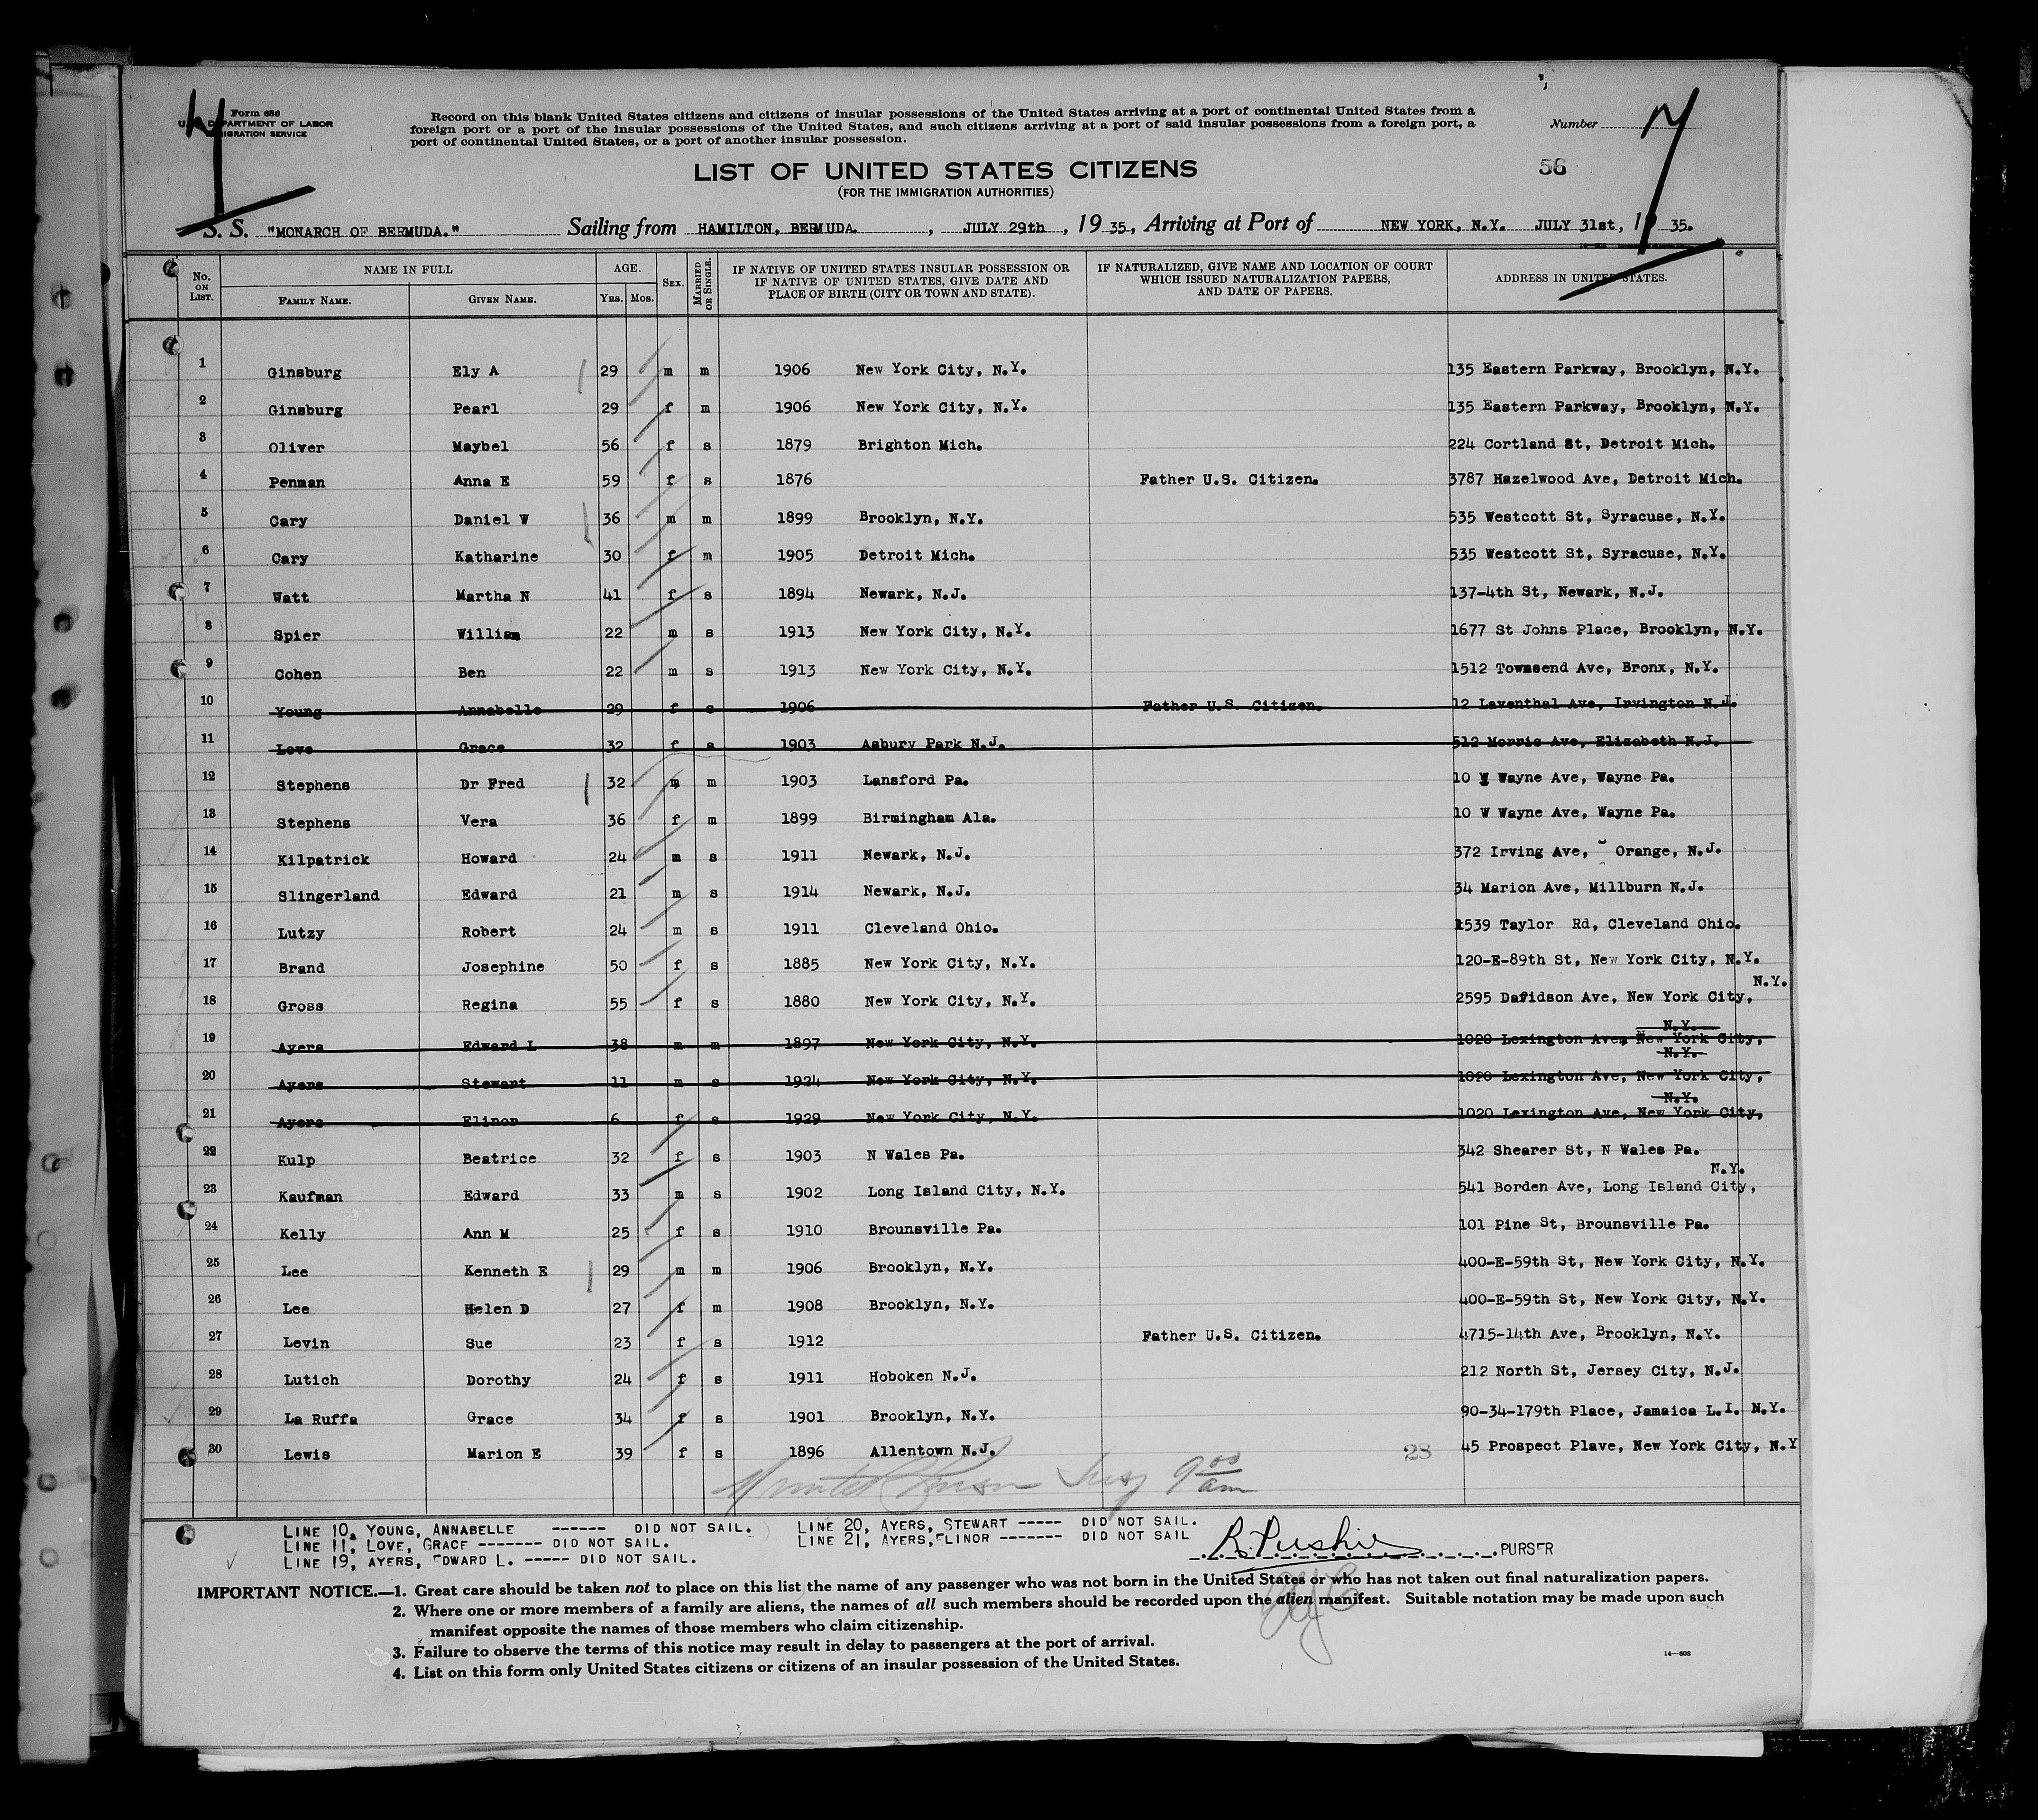 Form 630
U.S. DEPARTMENT OF LABOR
IMMIGRATION SERVICE
Record on this blank United States citizens and citizens of insular possessions of the United States arriving at a port of continental United States from a
foreign port or a port of the insular possessions of the United States, and such citizens arriving at a port of said insular possessions from a foreign port, a
port of continental United States, or a port of another insular possession.
Number
56
LIST OF UNITED STATES CITIZENS
(FOR THE IMMIGRATION AUTHORITIES)
S. S. "MONARCH OF BERMUDA." Sailing from HAMILTON, BERMUDA. , JULY 29th , 19 35, Arriving at Port of NEW YORK, N.Y. JULY 31st, 19 35.
No. ON LIST. NAME IN FULL FAMILY NAME. GIVEN NAME. AGE. YRS. MOS. SEX. MARRIED OR SINGLE. IF NATIVE OF UNITED STATES INSULAR POSSESSION OR IF NATIVE OF UNITED STATES, GIVE DATE AND PLACE OF BIRTH (CITY OR TOWN AND STATE). IF NATURALIZED, GIVE NAME AND LOCATION OF COURT WHICH ISSUED NATURALIZATION PAPERS, AND DATE OF PAPERS. ADDRESS IN UNITED STATES.
1 Ginsburg Ely A 29 m m 1906 New York City, N.Y. 135 Eastern Parkway, Brooklyn, N.Y.
2 Ginsburg Pearl 29 f m 1906 New York City, N.Y. 135 Eastern Parkway, Brooklyn, N.Y.
3 Oliver Maybel 56 f s 1879 Brighton Mich. 224 Cortland St, Detroit Mich.
4 Penman Anna E 59 f s 1876 Father U.S. Citizen. 3787 Hazelwood Ave, Detroit Mich.
5 Cary Daniel W 36 m m 1899 Brooklyn, N.Y. 535 Westcott St, Syracuse, N.Y.
6 Cary Katharine 30 f m 1905 Detroit Mich. 535 Westcott St, Syracuse, N.Y.
7 Watt Martha N 41 f s 1894 Newark, N.J. 137-4th St, Newark, N.J.
8 Spier William 22 m s 1913 New York City, N.Y. 1677 St Johns Place, Brooklyn, N.Y.
9 Cohen Ben 22 m s 1913 New York City, N.Y. 1512 Townsend Ave, Bronx, N.Y.
10 Young Annabelle 29 f s 1906 Father U.S. Citizen. 12 Laventhal Ave, Irvington N.J.
11 Love Grace 32 f s 1903 Asbury Park N.J. 512 Morris Ave, Elizabeth N.J.
12 Stephens Dr Fred 32 m m 1903 Lansford Pa. 10 W Wayne Ave, Wayne Pa.
13 Stephens Vera 36 f m 1899 Birmingham Ala. 10 W Wayne Ave, Wayne Pa.
14 Kilpatrick Howard 24 m s 1911 Newark, N.J. 372 Irving Ave, Orange, N.J.
15 Slingerland Edward 21 m s 1914 Newark, N.J. 34 Marion Ave, Millburn N.J.
16 Lutzy Robert 24 m s 1911 Cleveland Ohio. 1539 Taylor Rd, Cleveland Ohio.
17 Brand Josephine 50 f s 1885 New York City, N.Y. 120-E-89th St, New York City, N.Y.
18 Gross Regina 55 f s 1880 New York City, N.Y. 2595 Davidson Ave, New York City, N.Y.
19 Ayers Edward L 38 m m 1897 New York City, N.Y. 1020 Lexington Ave, New York City, N.Y.
20 Ayers Stewart 11 m s 1924 New York City, N.Y. 1020 Lexington Ave, New York City, N.Y.
21 Ayers Elinor 6 f s 1929 New York City, N.Y. 1020 Lexington Ave, New York City, N.Y.
22 Kulp Beatrice 32 f s 1903 N Wales Pa. 342 Shearer St, N Wales Pa.
23 Kaufman Edward 33 m s 1902 Long Island City, N.Y. 541 Borden Ave, Long Island City, N.Y.
24 Kelly Ann M 25 f s 1910 Brounsville Pa. 101 Pine St, Brounsville Pa.
25 Lee Kenneth E 29 m m 1906 Brooklyn, N.Y. 400-E-59th St, New York City, N.Y.
26 Lee Helen D 27 f m 1908 Brooklyn, N.Y. 400-E-59th St, New York City, N.Y.
27 Levin Sue 23 f s 1912 Father U.S. Citizen. 4715-14th Ave, Brooklyn, N.Y.
28 Lutich Dorothy 24 f s 1911 Hoboken N.J. 212 North St, Jersey City, N.J.
29 La Ruffa Grace 34 f s 1901 Brooklyn, N.Y. 90-34-179th Place, Jamaica L.I. N.Y.
30 Lewis Marion E 39 f s 1896 Allentown N.J. 45 Prospect Plave, New York City, N.Y
9 00 am
LINE 10, YOUNG, ANNABELLE ------ DID NOT SAIL. LINE 20, AYERS, STEWART ----- DID NOT SAIL.
LINE 11, LOVE, GRACE ------- DID NOT SAIL. LINE 21, AYERS, ELINOR ------- DID NOT SAIL
LINE 19, AYERS, EDWARD L. ----- DID NOT SAIL. PURSER
IMPORTANT NOTICE.—1. Great care should be taken not to place on this list the name of any passenger who was not born in the United States or who has not taken out final naturalization papers.
2. Where one or more members of a family are aliens, the names of all such members should be recorded upon the alien manifest. Suitable notation may be made upon such
manifest opposite the names of those members who claim citizenship.
3. Failure to observe the terms of this notice may result in delay to passengers at the port of arrival.
4. List on this form only United States citizens or citizens of an insular possession of the United States.